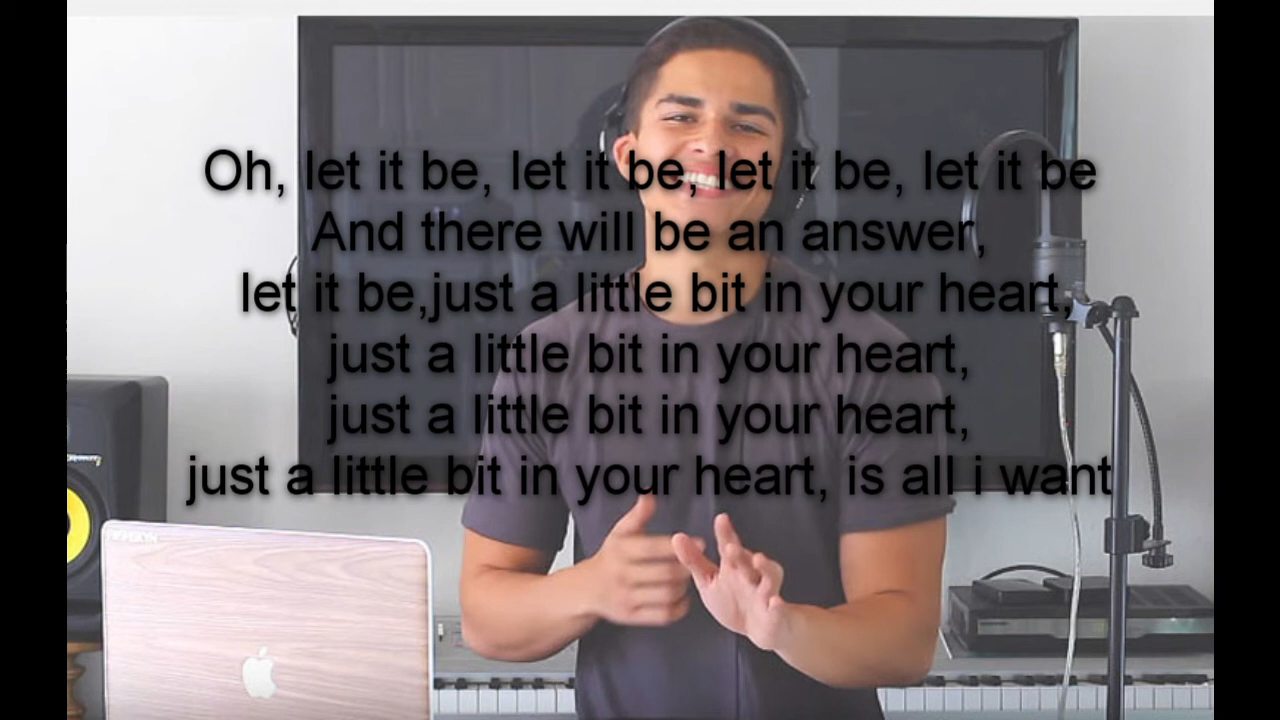 Oh, let it be, let it be, let it be, let it be
And there will be an answer,
let it be,just a little bit in your heart,
just a little bit in your heart,
just a little bit in your heart,
just a little bit in your heart, is all i want